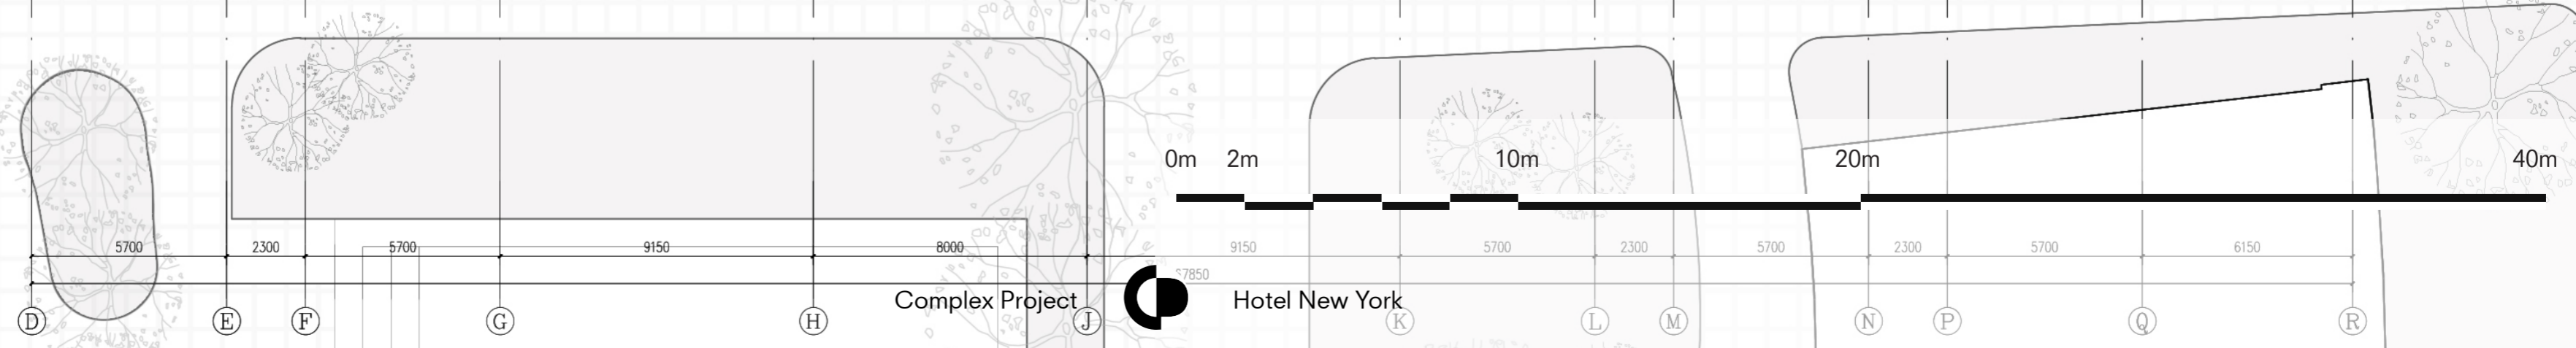 0m 2m 10m 20m 40m
5700 2300 5700 9150 8000 9150 5700 2300 5700 2300 5700 6150
67850
Complex Project Hotel New York
D E F G H J K L M N P Q R